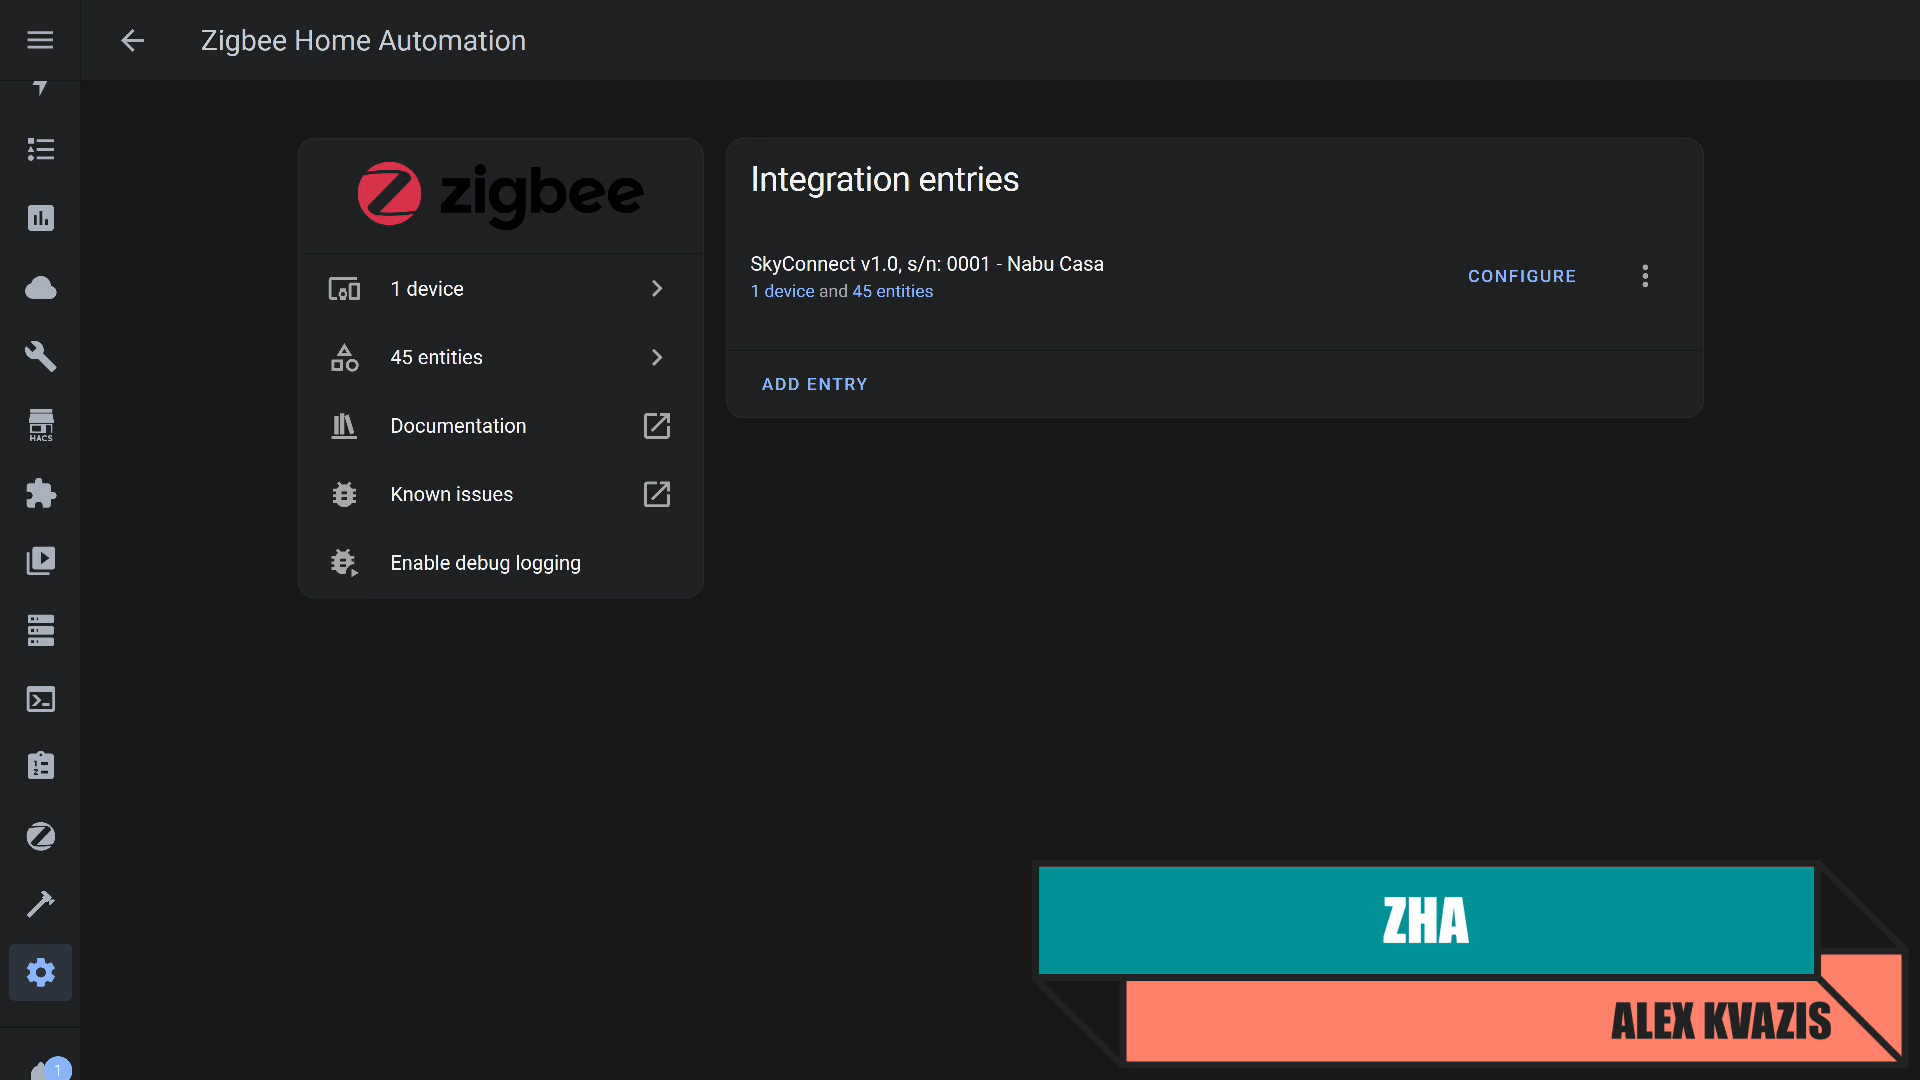 Zigbee Home Automation
zigbee
1 device
45 entities
Documentation
Known issues
Enable debug logging
Integration entries
SkyConnect v1.0, s/n: 0001 - Nabu Casa
1 device and 45 entities
CONFIGURE
ADD ENTRY
HACS
1
ZHA
ALEX KVAZIS